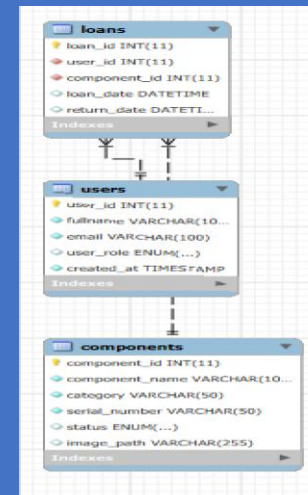 loans
loan_id INT(11)
user_id INT(11)
component_id INT(11)
loan_date DATETIME
return_date DATETI...
Indexes
users
user_id INT(11)
fullname VARCHAR(10...
email VARCHAR(100)
user_role ENUM(...)
created_at TIMESTAMP
Indexes
components
component_id INT(11)
component_name VARCHAR(10...
category VARCHAR(50)
serial_number VARCHAR(50)
status ENUM(...)
image_path VARCHAR(255)
Indexes